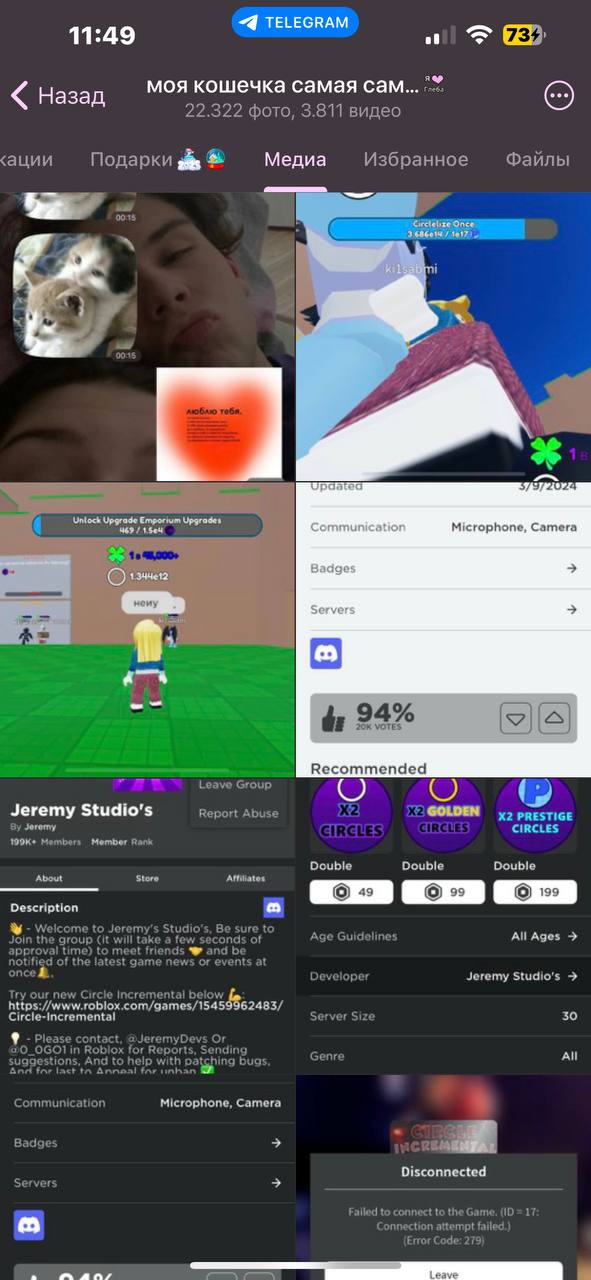 11:49
TELEGRAM
73
Назад
моя кошечка самая сам...
Я
Глеба
22.322 фото, 3.811 видео
кации
Подарки
Медиа
Избранное
Файлы
00:15
00:15
люблю тебя.
Circlelize Once
3.686e14 / 1e17
ki1sabmi
1
Unlock Upgrade Emporium Upgrades
469 / 1.5e4
1.344e12
неиу
Updated 3/9/2024
Communication Microphone, Camera
Badges
Servers
94%
20K VOTES
Recommended
Leave Group
Report Abuse
Jeremy Studio's
By Jeremy
199K+ Members Member Rank
About Store Affiliates
Description
👋 - Welcome to Jeremy's Studio's, Be sure to
Join the group (it will take a few seconds of
approval time) to meet friends 🤝 and be
notified of the latest game news or events at
once🔔.
Try our new Circle Incremental below 💪:
https://www.roblox.com/games/15459962483/
Circle-Incremental
💡 - Please contact, @JeremyDevs Or
@0_0GO1 in Roblox for Reports, Sending
suggestions, And to help with patching bugs,
And for last to Appeal for unban ✅
X2
CIRCLES
X2 GOLDEN
CIRCLES
X2 PRESTIGE
CIRCLES
Double Double Double
49 99 199
Age Guidelines All Ages
Developer Jeremy Studio's
Server Size 30
Genre All
Communication Microphone, Camera
Badges
Servers
94%
CIRCLE
INCREMENTAL
Disconnected
Failed to connect to the Game. (ID = 17:
Connection attempt failed.)
(Error Code: 279)
Leave